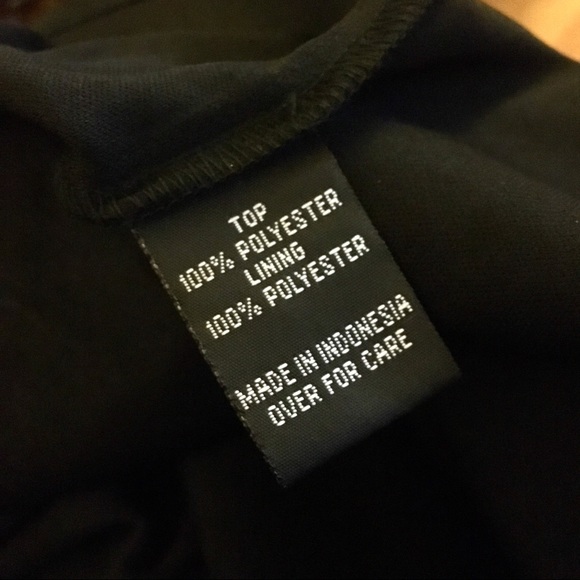 TOP
100% POLYESTER
LINING
100% POLYESTER
MADE IN INDONESIA
OVER FOR CARE